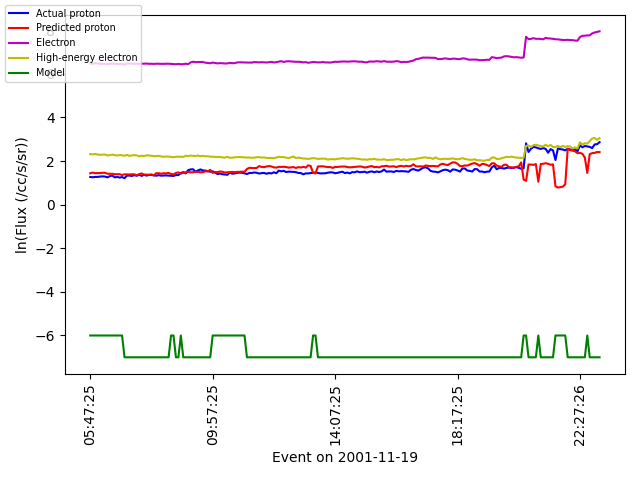 Actual proton
Predicted proton
Electron
High-energy electron
Model
ln(Flux (/cc/s/sr))
4
2
0
−2
−4
−6
05:47:25
09:57:25
14:07:25
18:17:25
22:27:26
Event on 2001-11-19